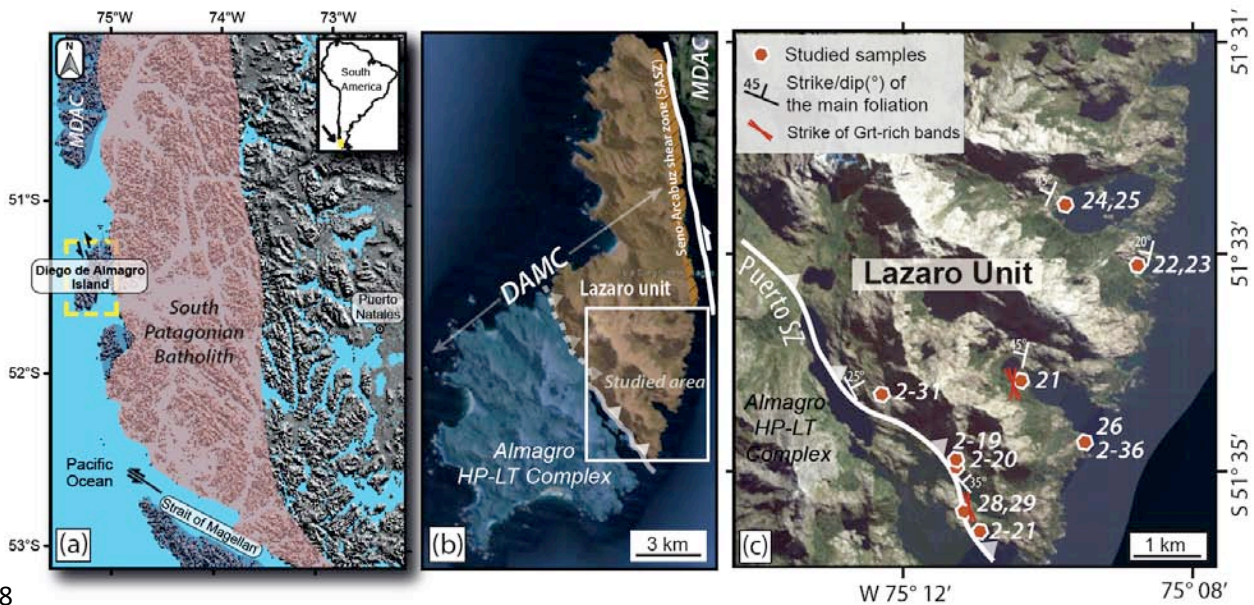 75°W
74°W
73°W
N
South
America
MDAC
51°S
Diego de Almagro
Island
South
Patagonian
Batholith
Puerto
Natales
52°S
Pacific
Ocean
Strait of Magellan
53°S
(a)
MDAC
Seno-Arcabuz shear zone (SASZ)
DAMC
Lazaro unit
Studied area
Almagro
HP-LT Complex
(b)
3 km
Studied samples
45
Strike/dip(°) of
the main foliation
Strike of Grt-rich bands
24,25
20°
22,23
Lazaro Unit
Puerto SZ
45°
21
25°
2-31
Almagro
HP-LT
Complex
26
2-36
2-19
2-20
35°
28,29
2-21
(c)
1 km
51° 31'
51° 33'
S 51° 35'
W 75° 12'
75° 08'
8